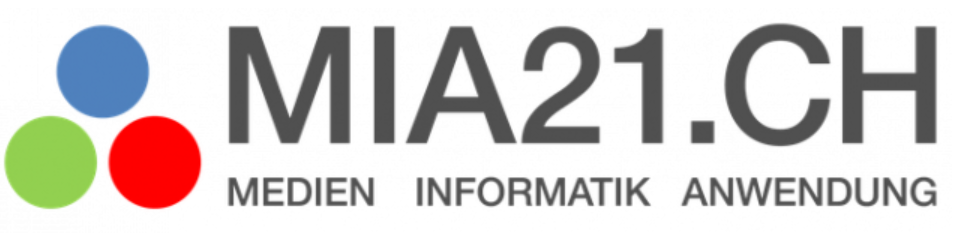 MIA21.CH
MEDIEN INFORMATIK ANWENDUNG